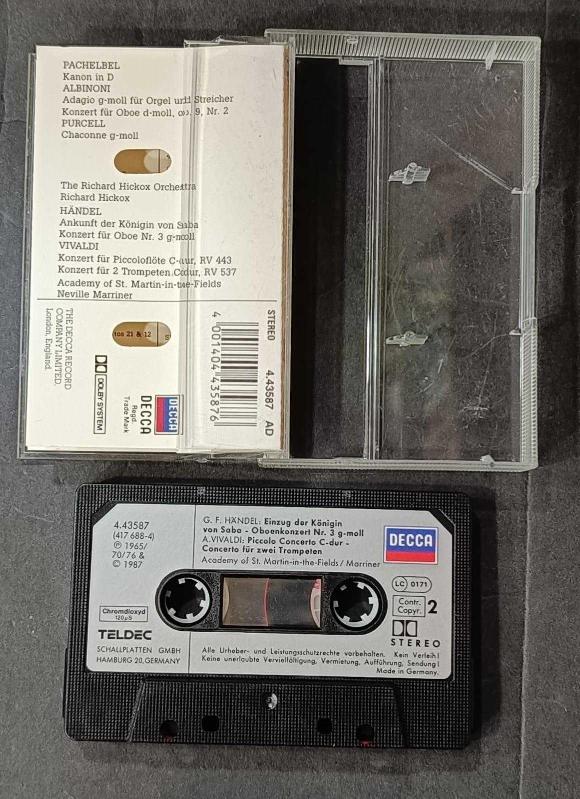 PACHELBEL
Kanon in D
ALBINONI
Adagio g-moll für Orgel und Streicher
Konzert für Oboe d-moll, op. 9, Nr. 2
PURCELL
Chaconne g-moll
The Richard Hickox Orchestra
Richard Hickox
HÄNDEL
Ankunft der Königin von Saba
Konzert für Oboe Nr. 3 g-moll
VIVALDI
Konzert für Piccoloflöte C-dur, RV 443
Konzert für 2 Trompeten C-dur, RV 537
Academy of St. Martin-in-the-Fields
Neville Marriner
THE DECCA RECORD
COMPANY LIMITED.
London, England.
tos 21 & 12
DOLBY SYSTEM
DECCA
DECCA
Regd.
Trade Mark
STEREO
4.43587 AD
4 001404 435876
4.43587
(417 688-4)
℗ 1965/
70/76 &
© 1987
Chromdioxyd
120 µS
TELDEC
SCHALLPLATTEN GMBH
HAMBURG 20, GERMANY
G. F. HÄNDEL: Einzug der Königin
von Saba - Oboenkonzert Nr. 3 g-moll
A. VIVALDI: Piccolo Concerto C-dur -
Concerto für zwei Trompeten
Academy of St. Martin-in-the-Fields / Marriner
DECCA
LC 0171
Contr.
Copyr.
2
STEREO
Alle Urheber- und Leistungsschutzrechte vorbehalten. Kein Verleih!
Keine unerlaubte Vervielfältigung, Vermietung, Aufführung, Sendung!
Made in Germany.